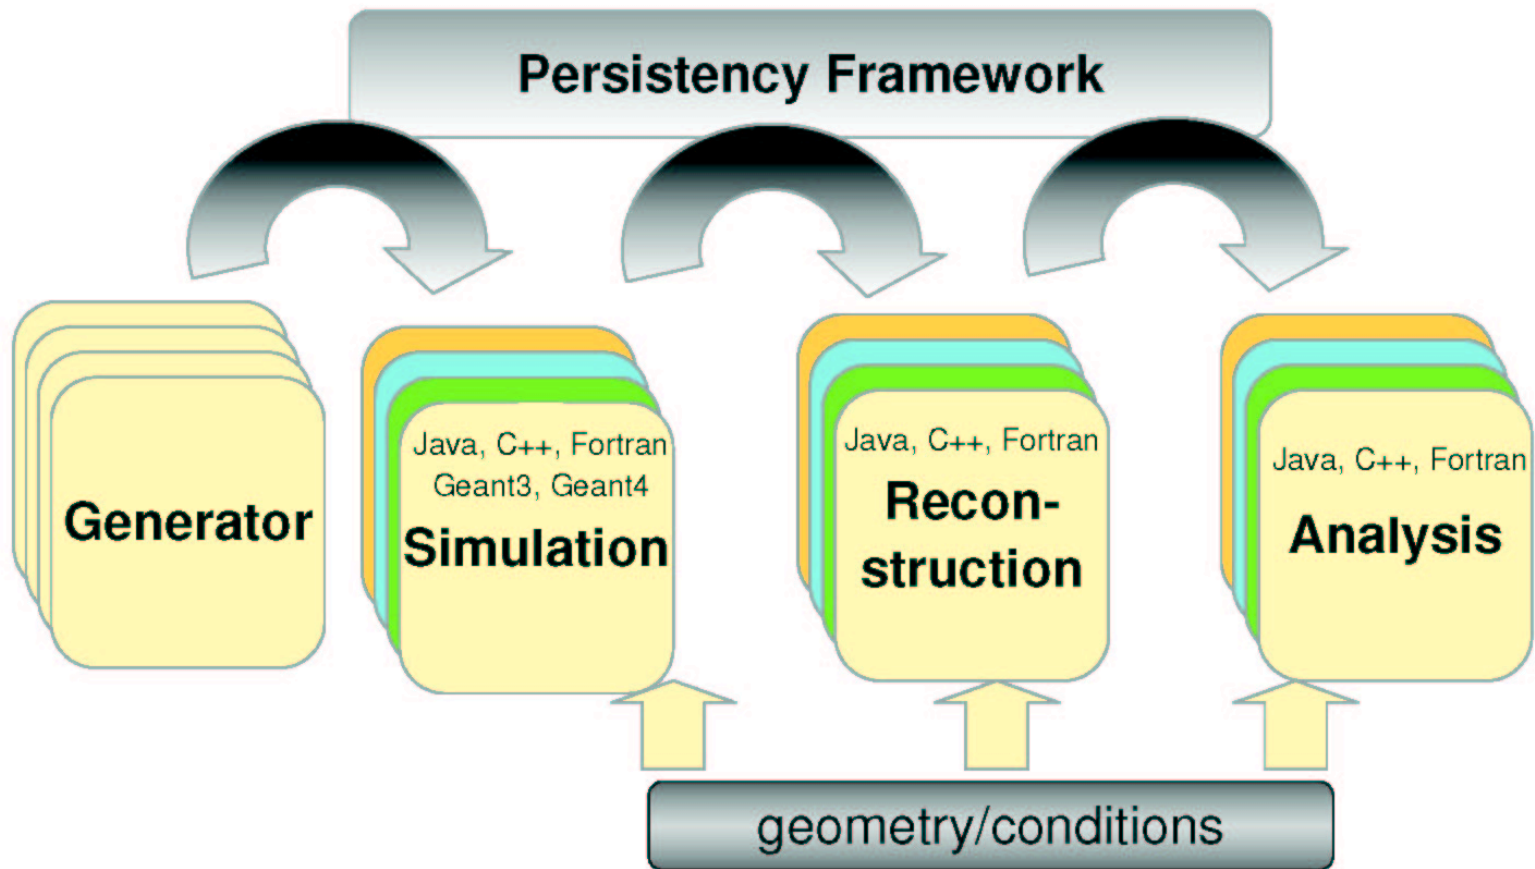 Persistency Framework
Generator
Java, C++, Fortran
Geant3, Geant4
Simulation
Java, C++, Fortran
Recon-
struction
Java, C++, Fortran
Analysis
geometry/conditions